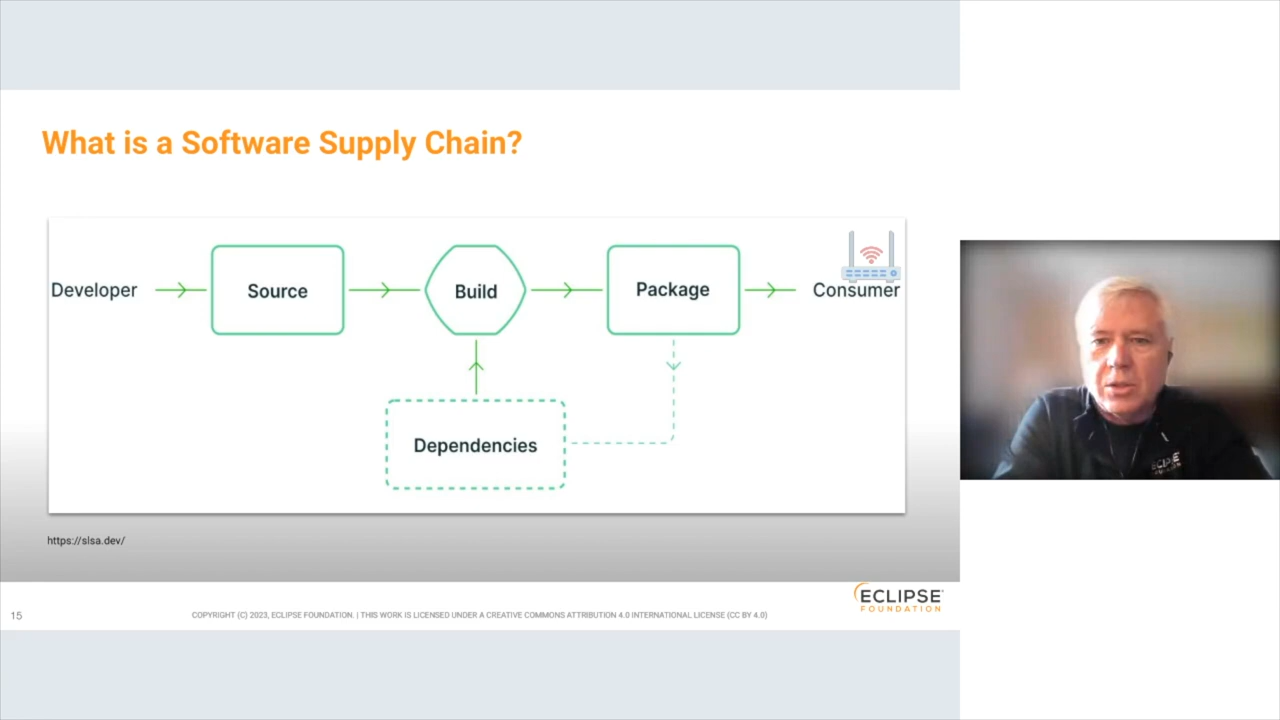 What is a Software Supply Chain?
Developer
Source
Build
Package
Consumer
Dependencies
https://slsa.dev/
15
COPYRIGHT (C) 2023, ECLIPSE FOUNDATION. | THIS WORK IS LICENSED UNDER A CREATIVE COMMONS ATTRIBUTION 4.0 INTERNATIONAL LICENSE (CC BY 4.0)
ECLIPSE
FOUNDATION
ECLIPSE